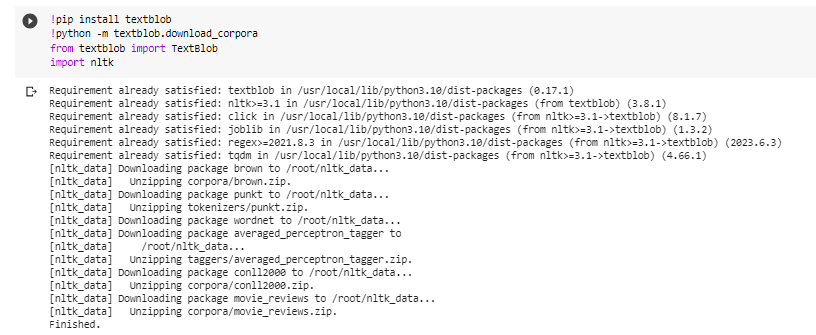 !pip install textblob
!python -m textblob.download_corpora
from textblob import TextBlob
import nltk
Requirement already satisfied: textblob in /usr/local/lib/python3.10/dist-packages (0.17.1)
Requirement already satisfied: nltk>=3.1 in /usr/local/lib/python3.10/dist-packages (from textblob) (3.8.1)
Requirement already satisfied: click in /usr/local/lib/python3.10/dist-packages (from nltk>=3.1->textblob) (8.1.7)
Requirement already satisfied: joblib in /usr/local/lib/python3.10/dist-packages (from nltk>=3.1->textblob) (1.3.2)
Requirement already satisfied: regex>=2021.8.3 in /usr/local/lib/python3.10/dist-packages (from nltk>=3.1->textblob) (2023.6.3)
Requirement already satisfied: tqdm in /usr/local/lib/python3.10/dist-packages (from nltk>=3.1->textblob) (4.66.1)
[nltk_data] Downloading package brown to /root/nltk_data...
[nltk_data]   Unzipping corpora/brown.zip.
[nltk_data] Downloading package punkt to /root/nltk_data...
[nltk_data]   Unzipping tokenizers/punkt.zip.
[nltk_data] Downloading package wordnet to /root/nltk_data...
[nltk_data] Downloading package averaged_perceptron_tagger to
[nltk_data]     /root/nltk_data...
[nltk_data]   Unzipping taggers/averaged_perceptron_tagger.zip.
[nltk_data] Downloading package conll2000 to /root/nltk_data...
[nltk_data]   Unzipping corpora/conll2000.zip.
[nltk_data] Downloading package movie_reviews to /root/nltk_data...
[nltk_data]   Unzipping corpora/movie_reviews.zip.
Finished.